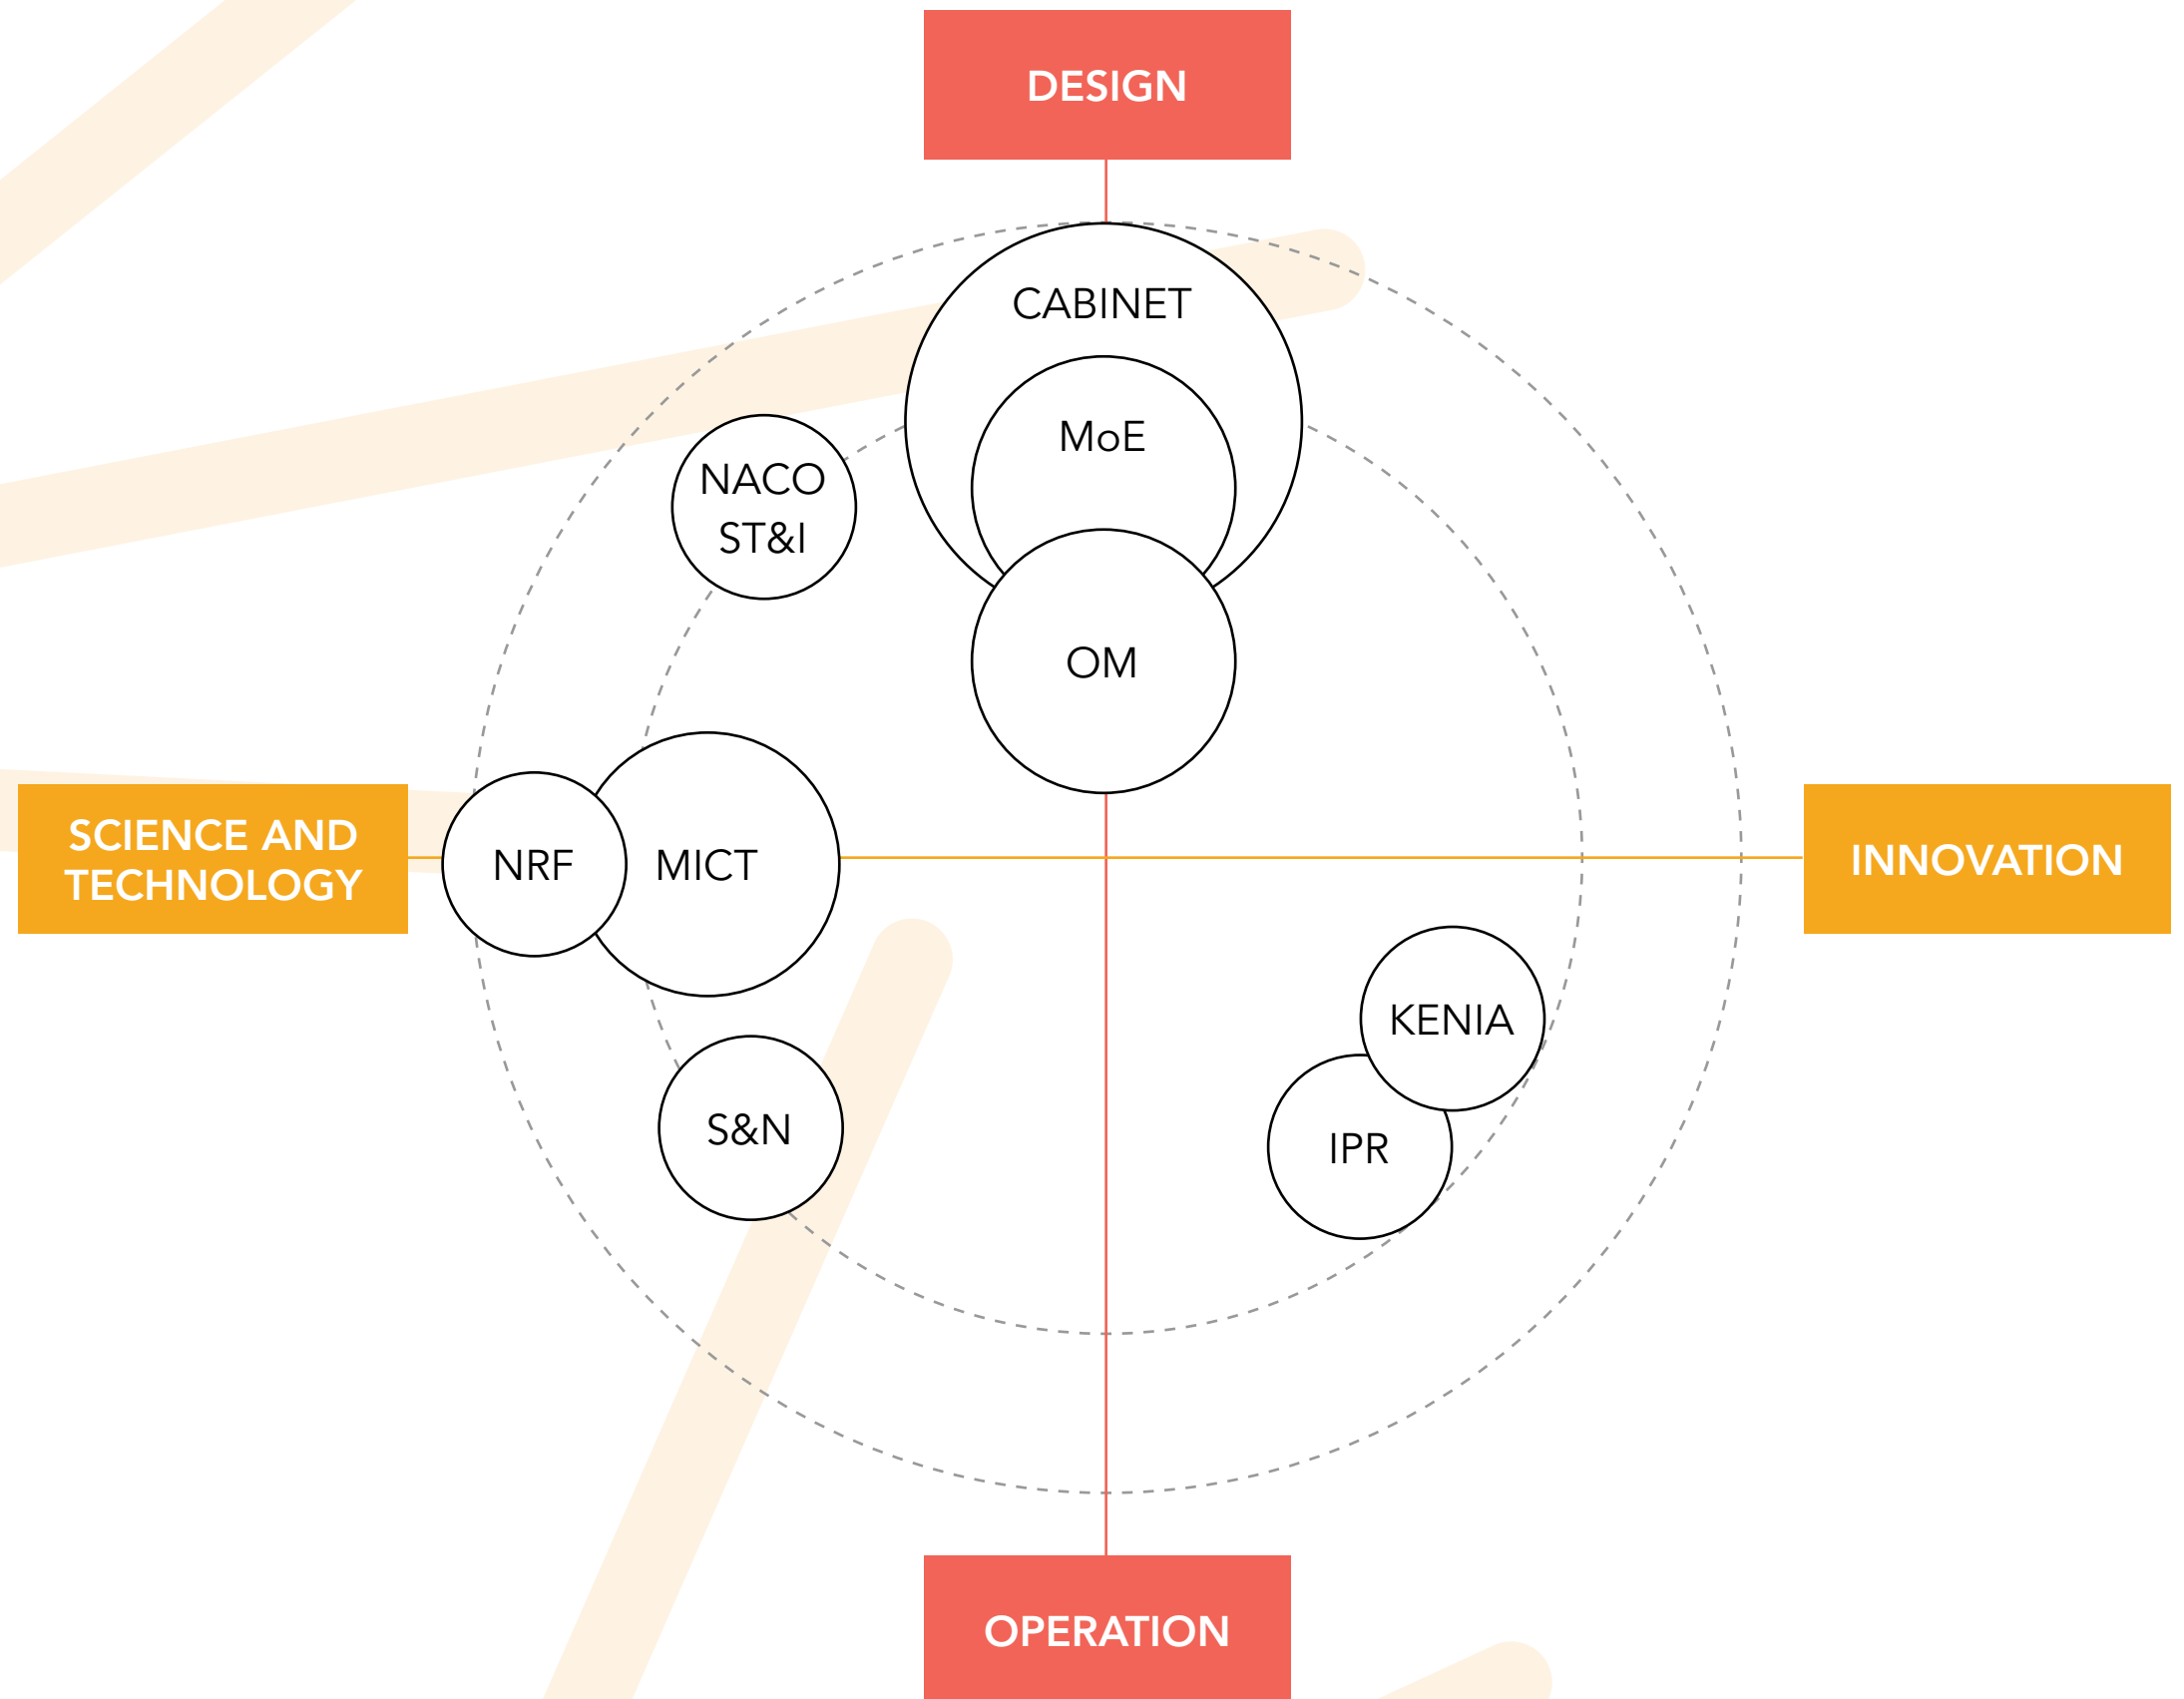 DESIGN
CABINET
MoE
NACO
ST&I
OM
SCIENCE AND
TECHNOLOGY
NRF
MICT
INNOVATION
KENIA
S&N
IPR
OPERATION